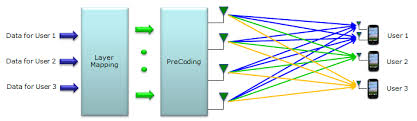 Data for User 1
Data for User 2
Data for User 3
Layer
Mapping
PreCoding
User 1
User 2
User 3